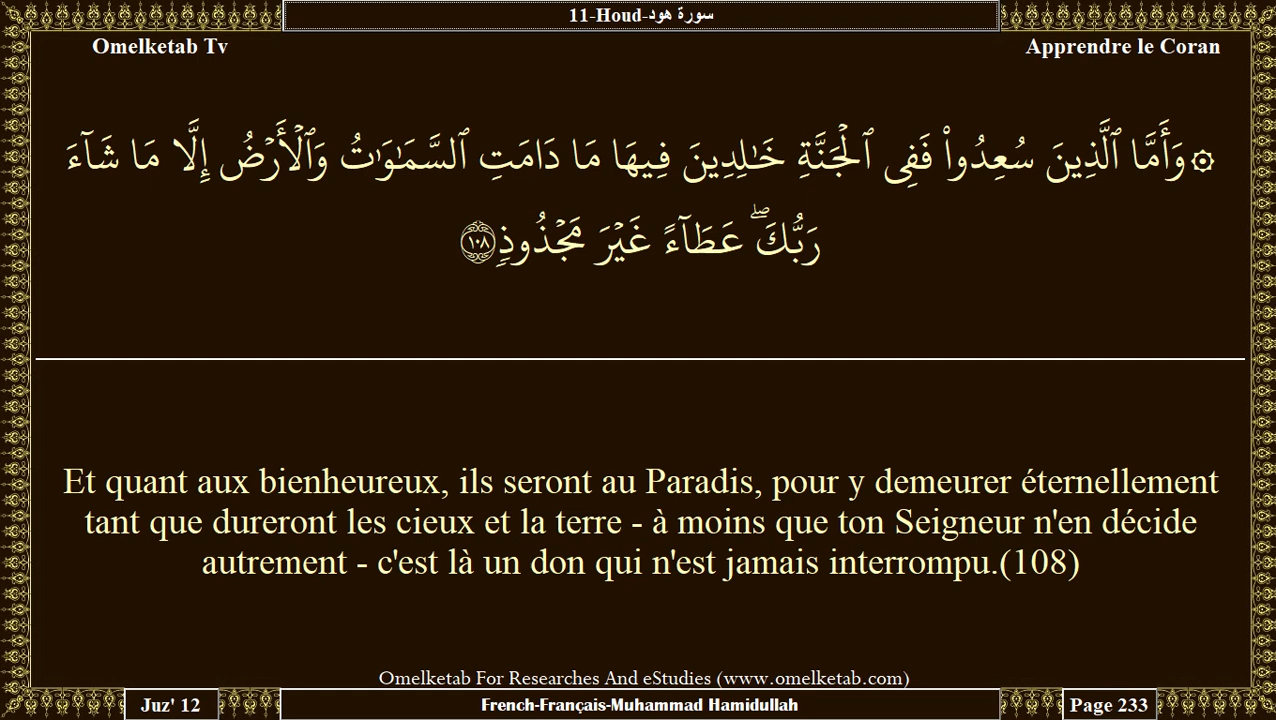 11-Houd-سورة هود
Omelketab Tv
Apprendre le Coran
۞ وَأَمَّا ٱلَّذِينَ سُعِدُوا۟ فَفِى ٱلْجَنَّةِ خَـٰلِدِينَ فِيهَا مَا دَامَتِ ٱلسَّمَـٰوَٰتُ وَٱلْأَرْضُ إِلَّا مَا شَآءَ
رَبُّكَ ۖ عَطَآءً غَيْرَ مَجْذُوذٍ ١٠٨
Et quant aux bienheureux, ils seront au Paradis, pour y demeurer éternellement
tant que dureront les cieux et la terre - à moins que ton Seigneur n'en décide
autrement - c'est là un don qui n'est jamais interrompu.(108)
Omelketab For Researches And eStudies (www.omelketab.com)
Juz' 12
French-Français-Muhammad Hamidullah
Page 233